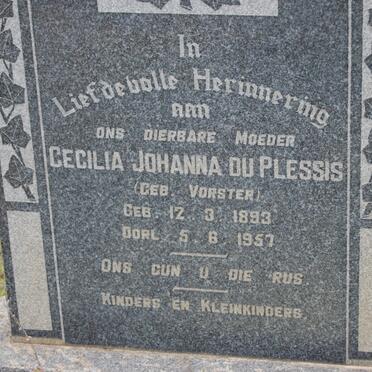 In
Liefdevolle Herinnering
aan
ONS DIERBARE MOEDER
CECILIA JOHANNA DU PLESSIS
(GEB. VORSTER)
GEB. 12. 3. 1893
OORL. 5. 6. 1957
ONS GUN U DIE RUS.
KINDERS EN KLEINKINDERS.